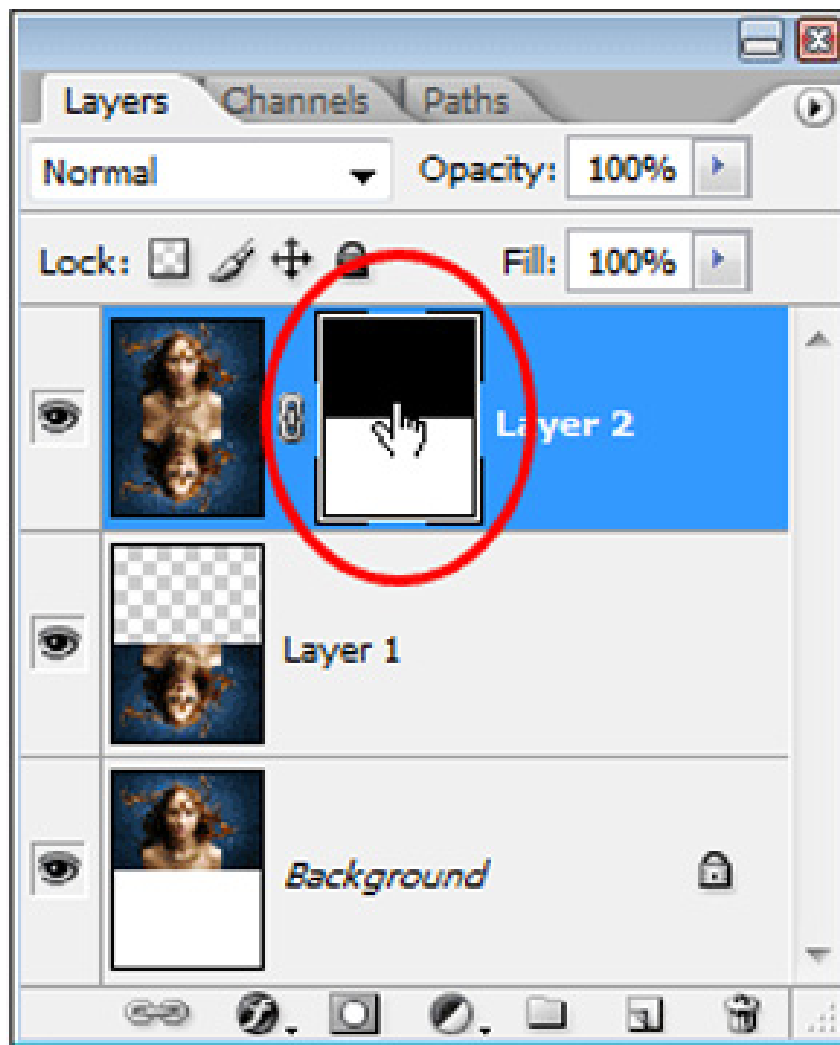 Layers Channels Paths
Normal Opacity: 100%
Lock: Fill: 100%
Layer 2
Layer 1
Background